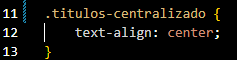 11 .titulos-centralizado {
12     text-align: center;
13 }